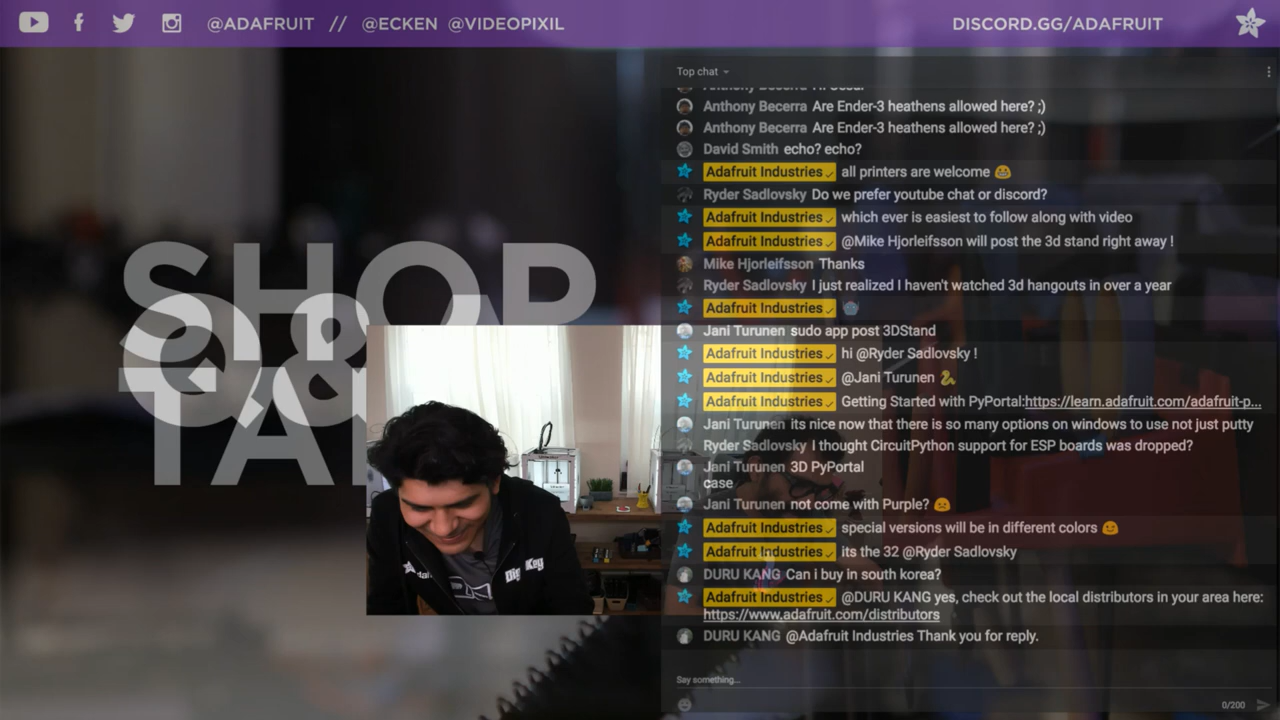 @ADAFRUIT // @ECKEN @VIDEOPIXIL
DISCORD.GG/ADAFRUIT
SHOP
Q&
TA
Top chat
Anthony Becerra Are Ender-3 heathens allowed here? ;)
Anthony Becerra Are Ender-3 heathens allowed here? ;)
David Smith echo? echo?
Adafruit Industries all printers are welcome 😄
Ryder Sadlovsky Do we prefer youtube chat or discord?
Adafruit Industries which ever is easiest to follow along with video
Adafruit Industries @Mike Hjorleifsson will post the 3d stand right away !
Mike Hjorleifsson Thanks
Ryder Sadlovsky I just realized I haven't watched 3d hangouts in over a year
Adafruit Industries
Jani Turunen sudo app post 3DStand
Adafruit Industries hi @Ryder Sadlovsky !
Adafruit Industries @Jani Turunen 🐍
Adafruit Industries Getting Started with PyPortal:https://learn.adafruit.com/adafruit-p...
Jani Turunen its nice now that there is so many options on windows to use not just putty
Ryder Sadlovsky I thought CircuitPython support for ESP boards was dropped?
Jani Turunen 3D PyPortal
case
Jani Turunen not come with Purple? 🙁
Adafruit Industries special versions will be in different colors 🙂
Adafruit Industries its the 32 @Ryder Sadlovsky
DURU KANG Can i buy in south korea?
Adafruit Industries @DURU KANG yes, check out the local distributors in your area here:
https://www.adafruit.com/distributors
DURU KANG @Adafruit Industries Thank you for reply.
Say something...
0/200
Digi-Key